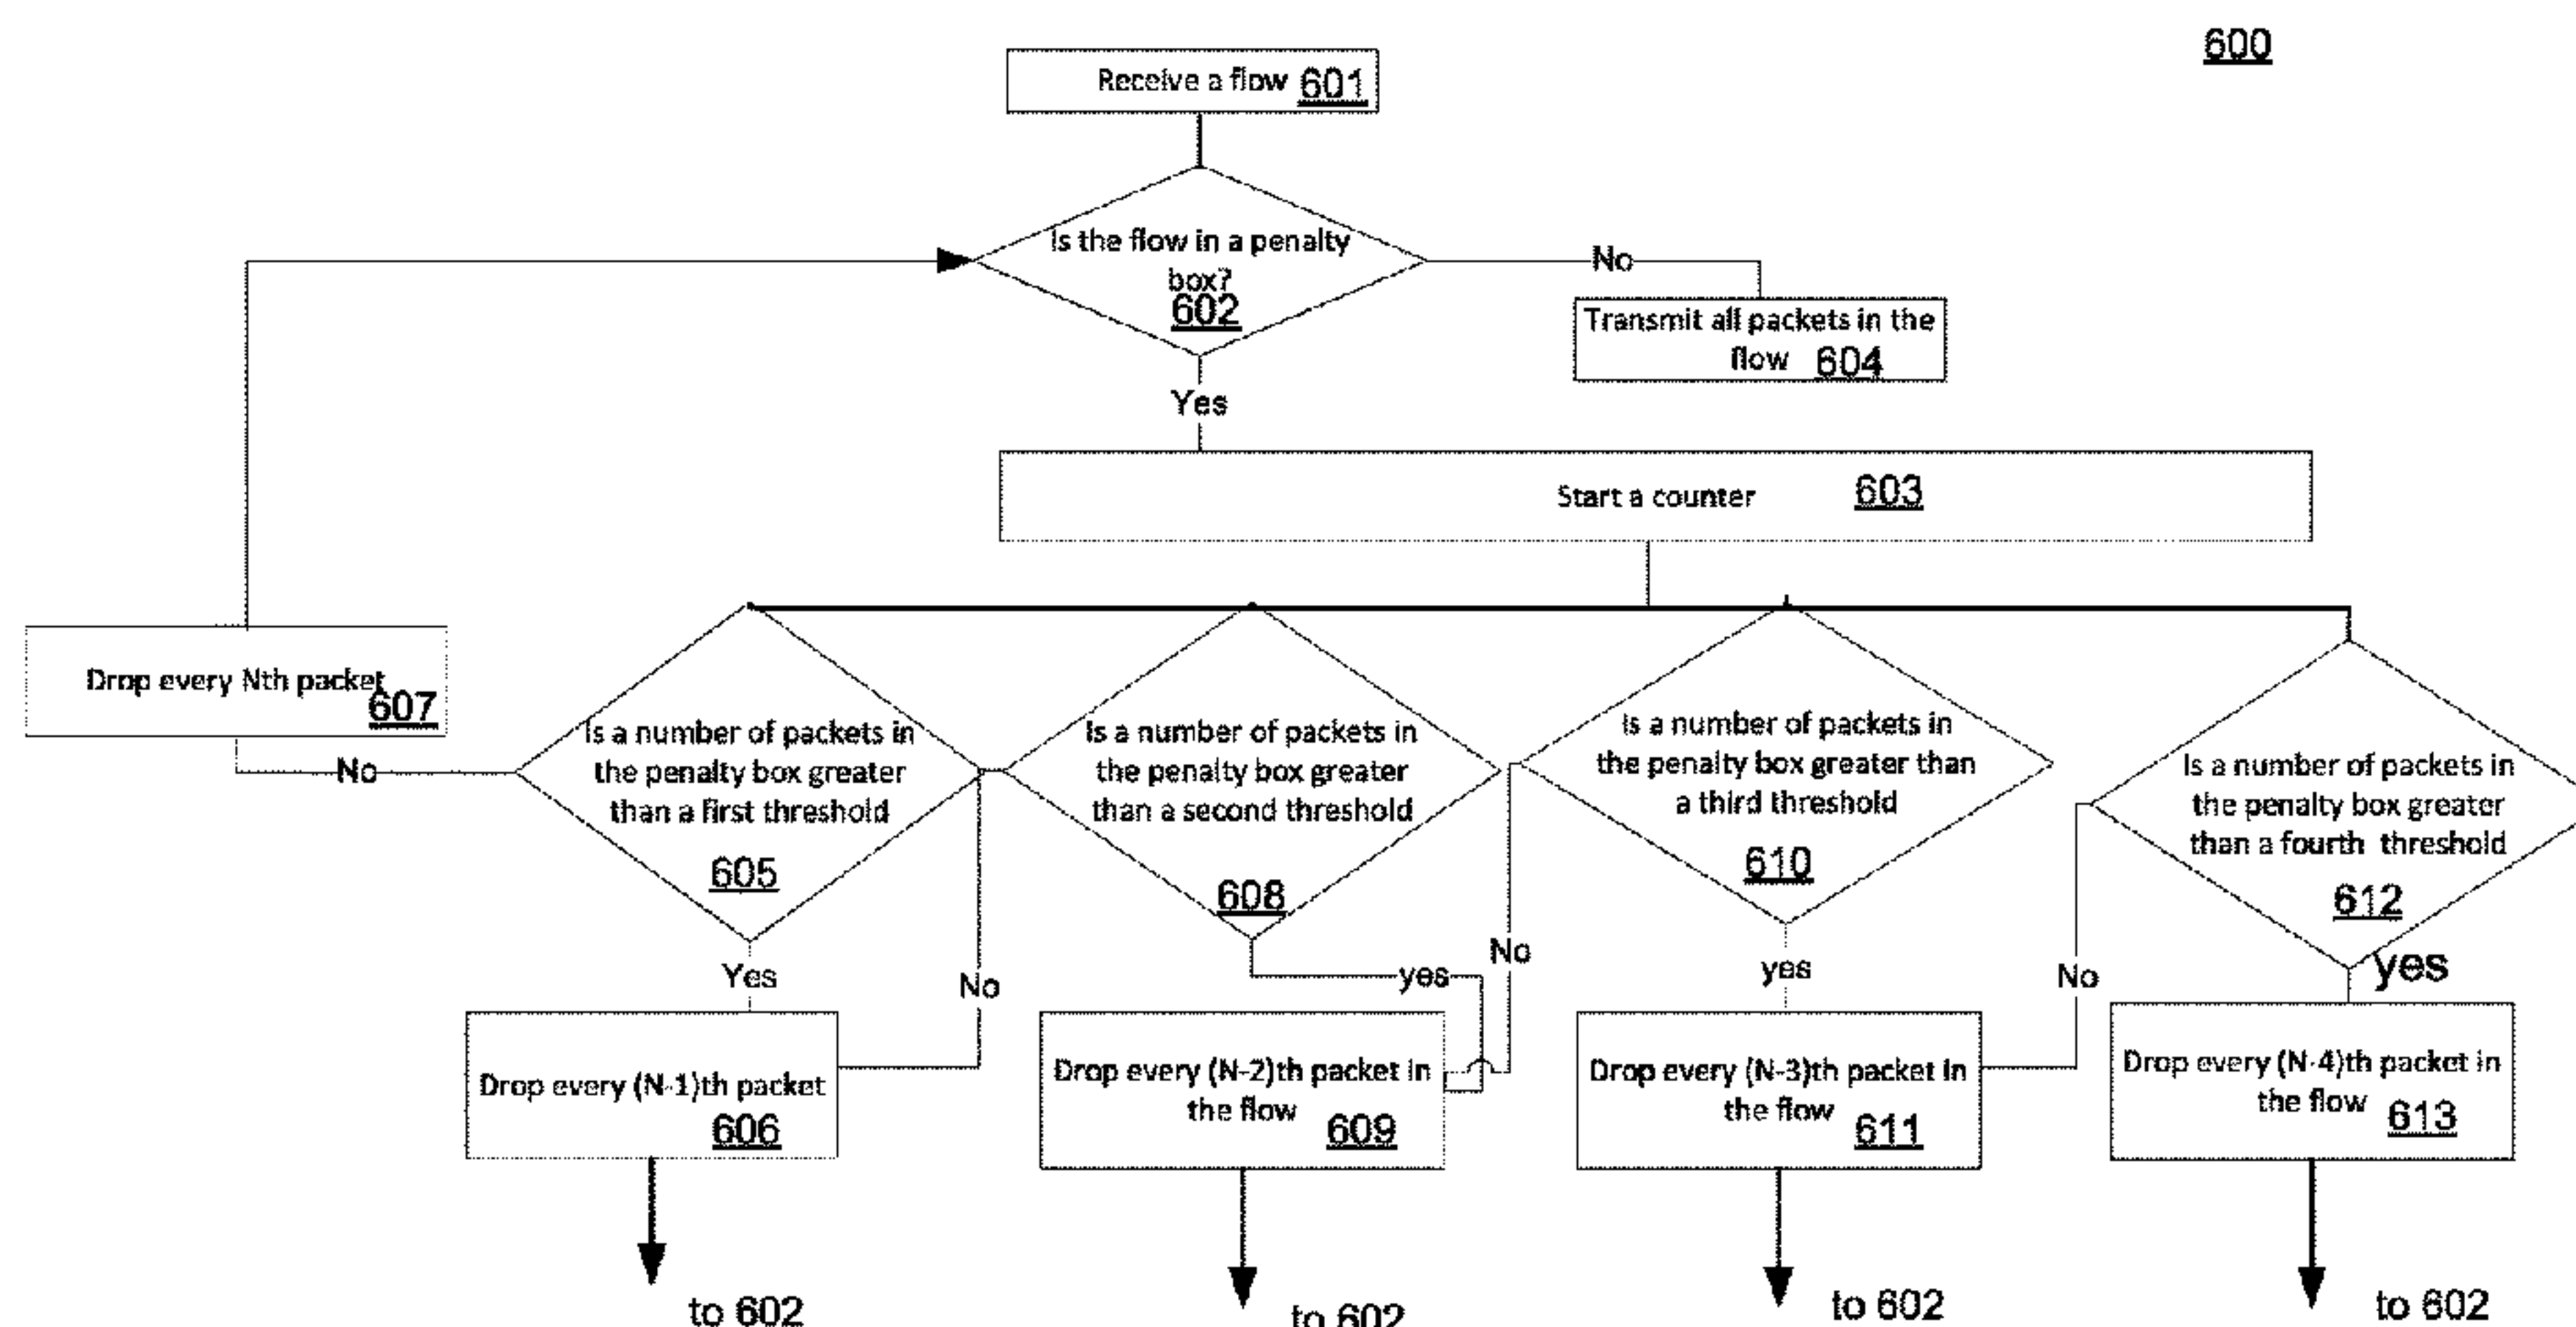 600
Receive a flow 601
Is the flow in a penalty
box?
602
No
Transmit all packets in the
flow 604
Yes
Start a counter 603
Drop every Nth packet
607
No
Is a number of packets in
the penalty box greater
than a first threshold
605
Is a number of packets in
the penalty box greater
than a second threshold
608
Is a number of packets in
the penalty box greater than
a third threshold
610
Is a number of packets in
the penalty box greater
than a fourth threshold
612
Yes
No
yes
No
yes
No
yes
Drop every (N-1)th packet
606
Drop every (N-2)th packet in
the flow 609
Drop every (N-3)th packet in
the flow 611
Drop every (N-4)th packet in
the flow 613
to 602
to 602
to 602
to 602